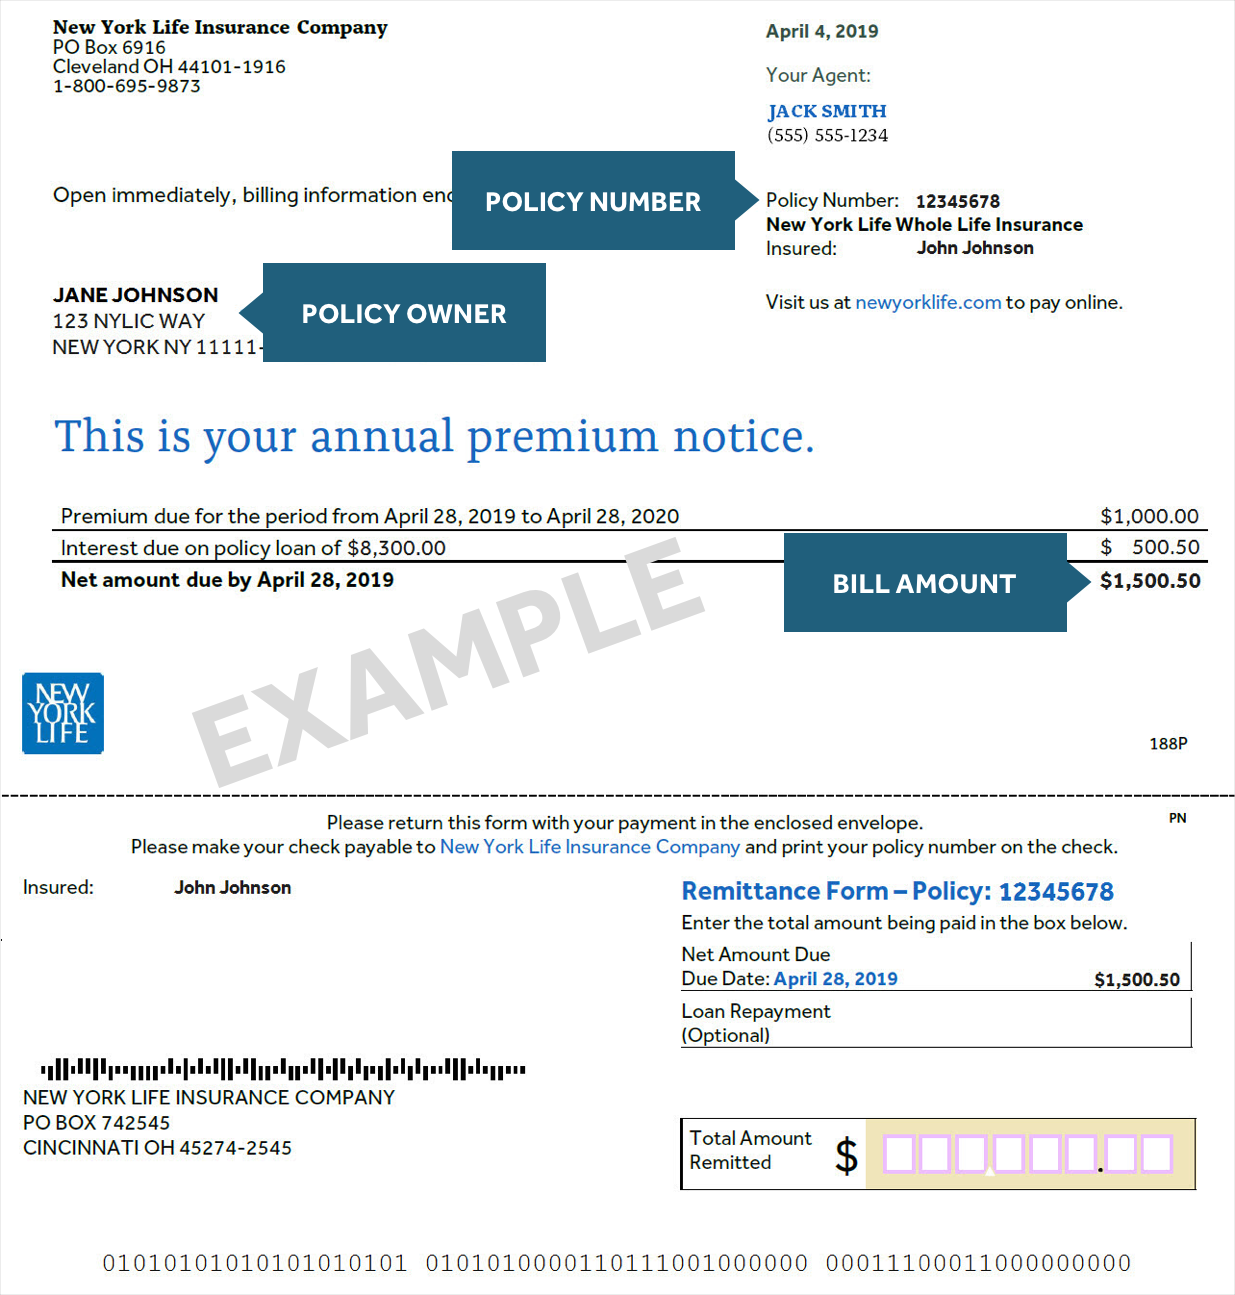 New York Life Insurance Company
PO Box 6916
Cleveland OH 44101-1916
1-800-695-9873
April 4, 2019
Your Agent:
JACK SMITH
(555) 555-1234
Open immediately, billing information
POLICY NUMBER
Policy Number: 12345678
New York Life Whole Life Insurance
Insured: John Johnson
JANE JOHNSON
123 NYLIC WAY
NEW YORK NY 11111-
POLICY OWNER
Visit us at newyorklife.com to pay online.
This is your annual premium notice.
Premium due for the period from April 28, 2019 to April 28, 2020 $1,000.00
Interest due on policy loan of $8,300.00 $ 500.50
Net amount due by April 28, 2019 $1,500.50
BILL AMOUNT
EXAMPLE
NEW
YORK
LIFE
188P
PN
Please return this form with your payment in the enclosed envelope.
Please make your check payable to New York Life Insurance Company and print your policy number on the check.
Insured: John Johnson
Remittance Form – Policy: 12345678
Enter the total amount being paid in the box below.
Net Amount Due
Due Date: April 28, 2019 $1,500.50
Loan Repayment
(Optional)
NEW YORK LIFE INSURANCE COMPANY
PO BOX 742545
CINCINNATI OH 45274-2545
Total Amount
Remitted $ .
01010101010101010101 0101010000110111001000000 00011100011000000000